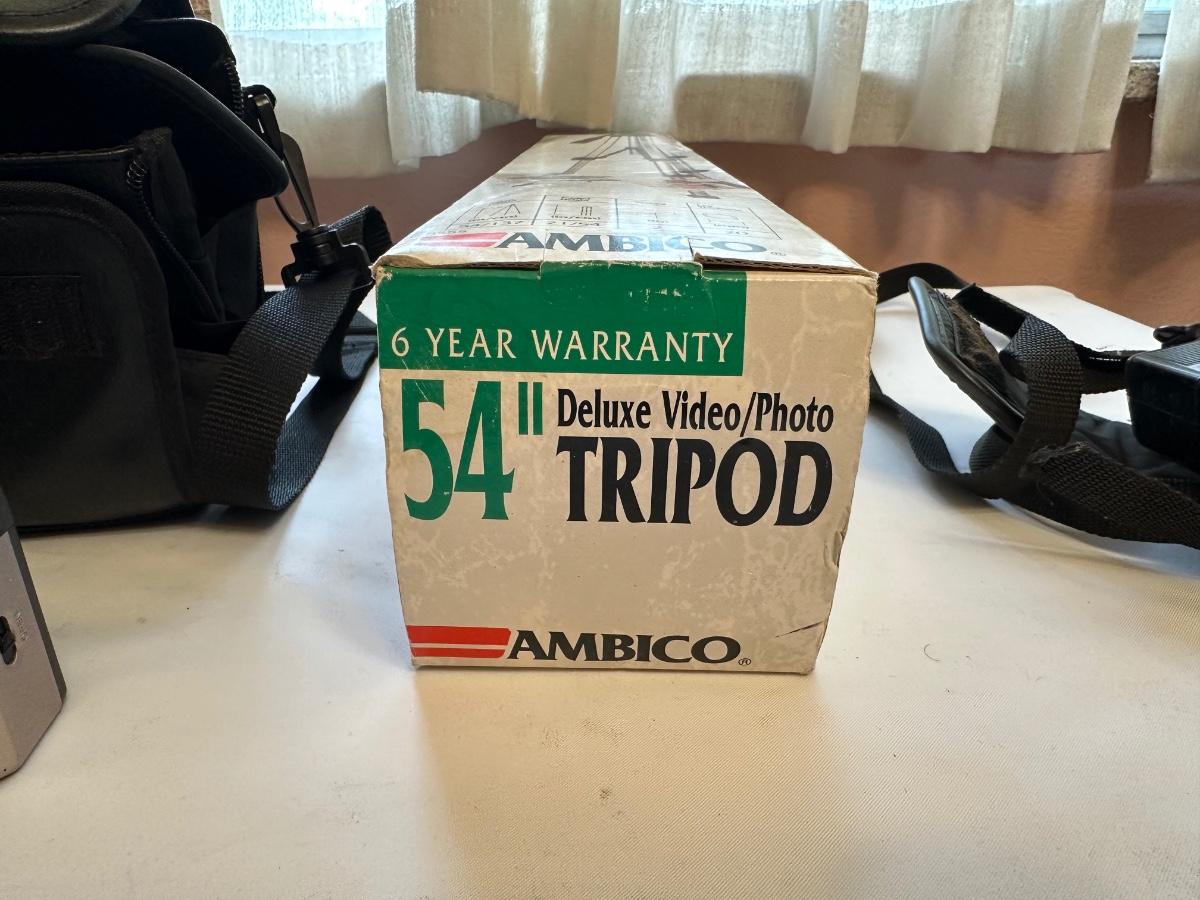 AMBICO
6 YEAR WARRANTY
54" Deluxe Video/Photo
TRIPOD
AMBICO®